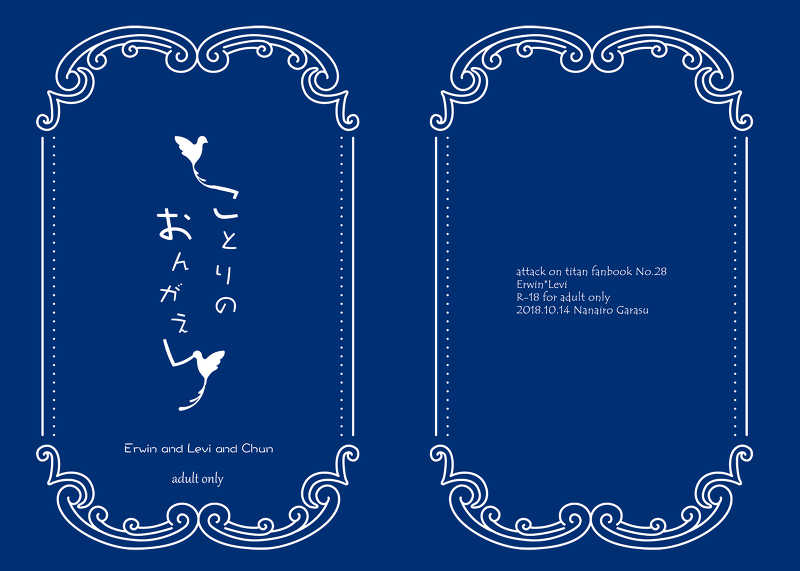 ことりの
おんがえし
Erwin and Levi and Chun
adult only
attack on titan fanbook No.28
Erwin*Levi
R-18 for adult only
2018.10.14 Nanairo Garasu